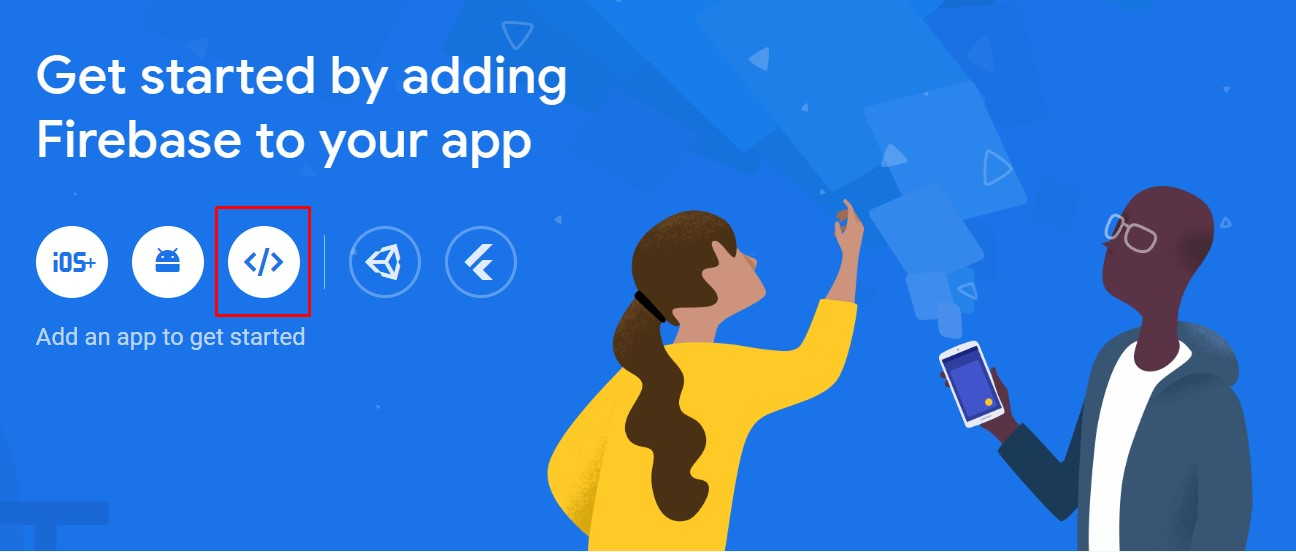 Get started by adding
Firebase to your app
iOS+
</>
Add an app to get started